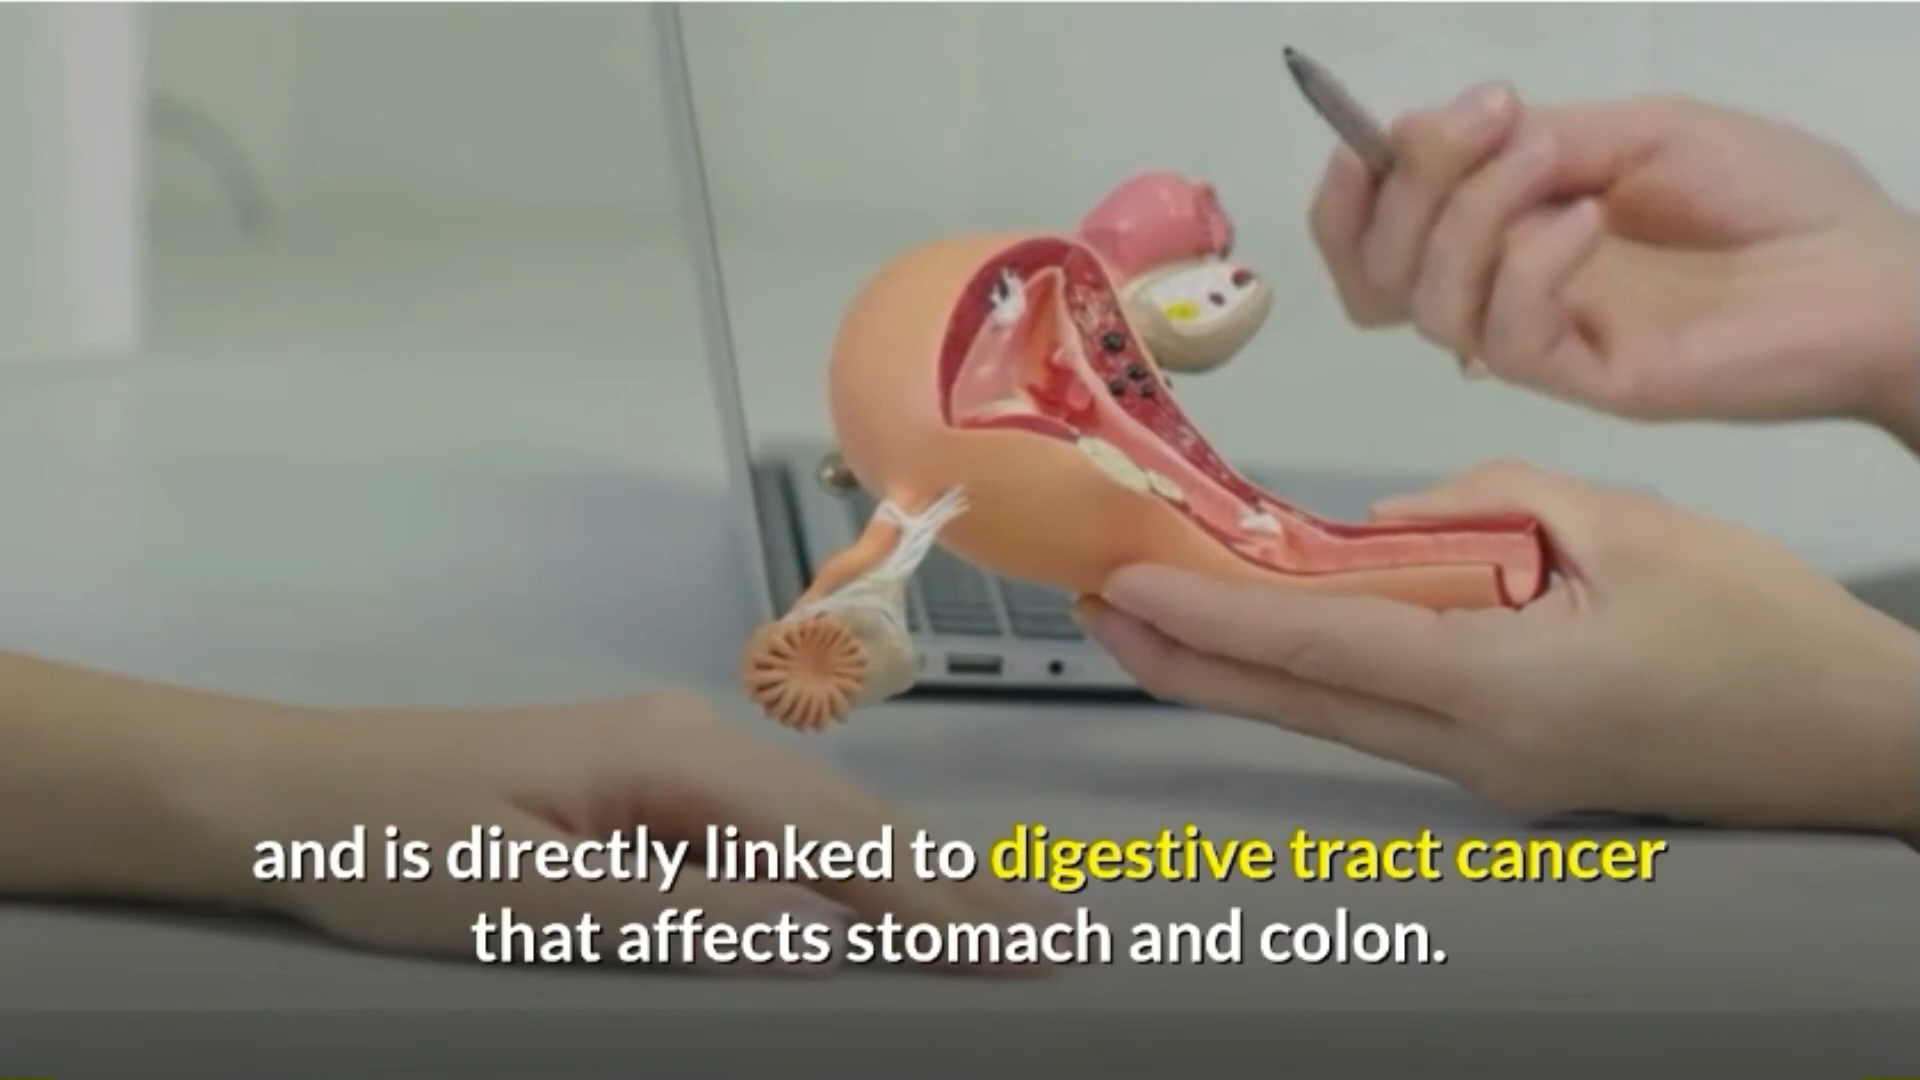 and is directly linked to digestive tract cancer
that affects stomach and colon.